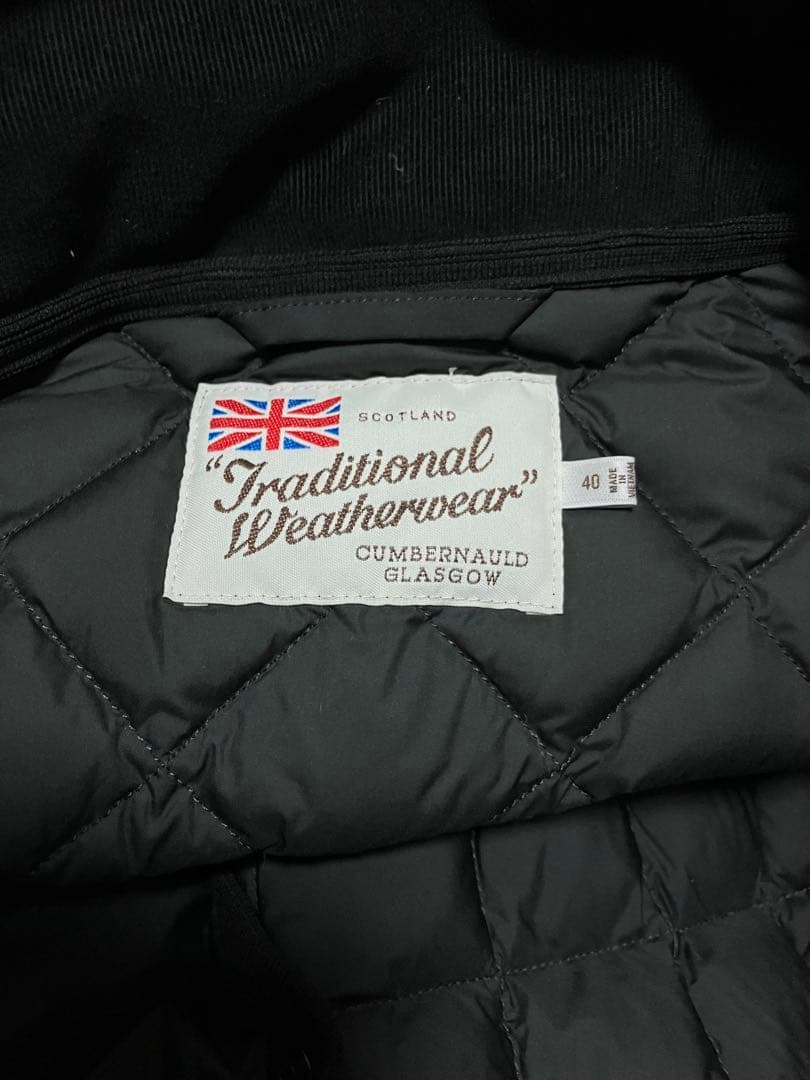 SCOTLAND
"Traditional
Weatherwear"
CUMBERNAULD
GLASGOW
40
MADE
IN
VIETNAM